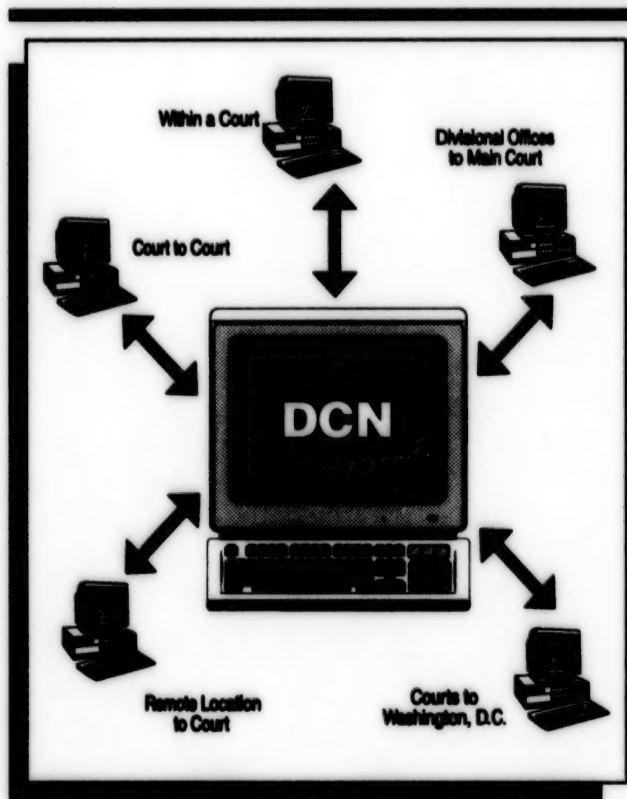 Within a Court
Divisional Offices
to Main Court
Court to Court
DCN
Remote Location
to Court
Courts to
Washington, D.C.